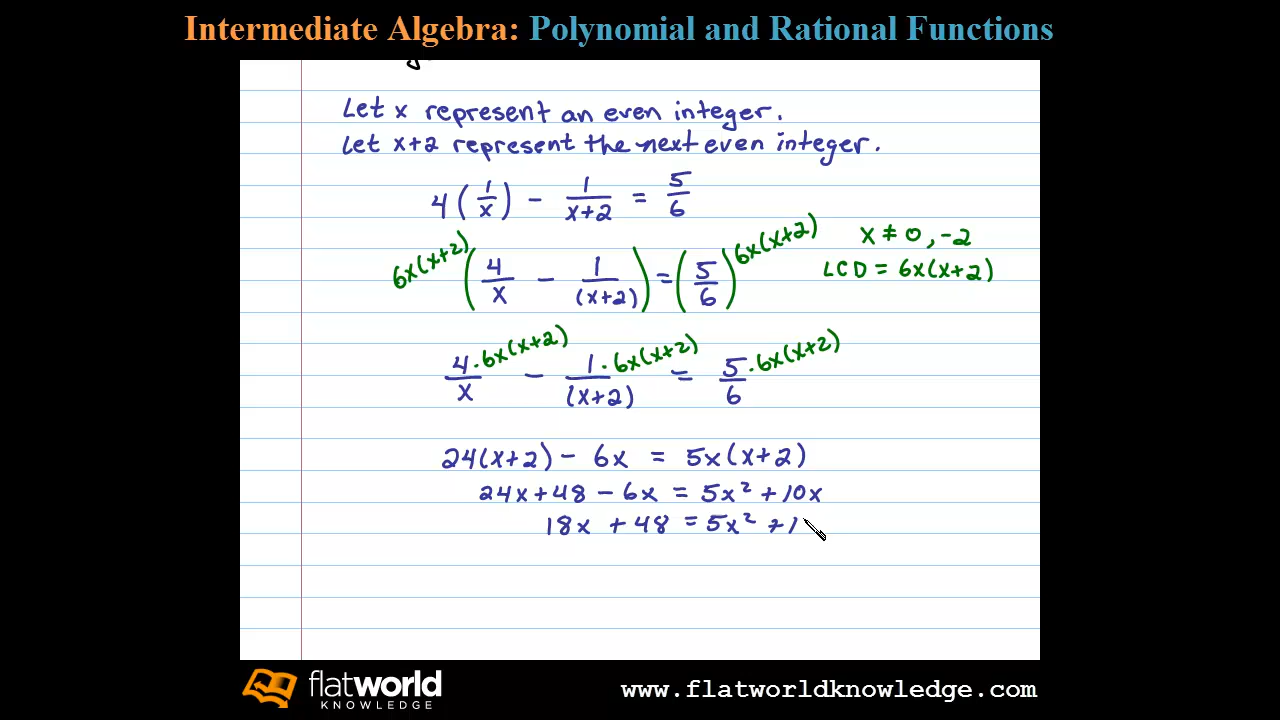 Intermediate Algebra: Polynomial and Rational Functions
Let x represent an even integer.
Let x+2 represent the next even integer.
4(1/x) - 1/(x+2) = 5/6
x ≠ 0, -2
6x(x+2)(4/x - 1/(x+2)) = (5/6)6x(x+2)
LCD = 6x(x+2)
4·6x(x+2)/x - 1·6x(x+2)/(x+2) = 5/6·6x(x+2)
24(x+2) - 6x = 5x(x+2)
24x+48 - 6x = 5x² + 10x
18x + 48 = 5x² + 1
flatworld
KNOWLEDGE
www.flatworldknowledge.com